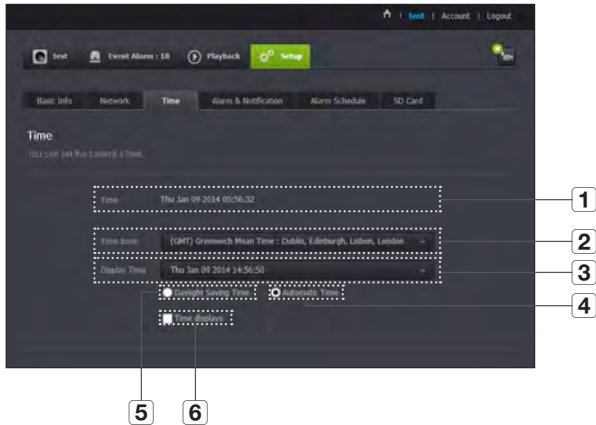 test | Account | Logout
test Event Alarm : 18 Playback Setup
Basic Info Network Time Alarm & Notification Alarm Schedule SD Card
Time
You can set the camera's time.
Time Thu Jan 09 2014 05:56:32
1
Time Zone (GMT) Greenwich Mean Time : Dublin, Edinburgh, Lisbon, London
2
Display Time Thu Jan 09 2014 14:56:50
3
Daylight Saving Time Automatic Time
4
Time displays
5 6